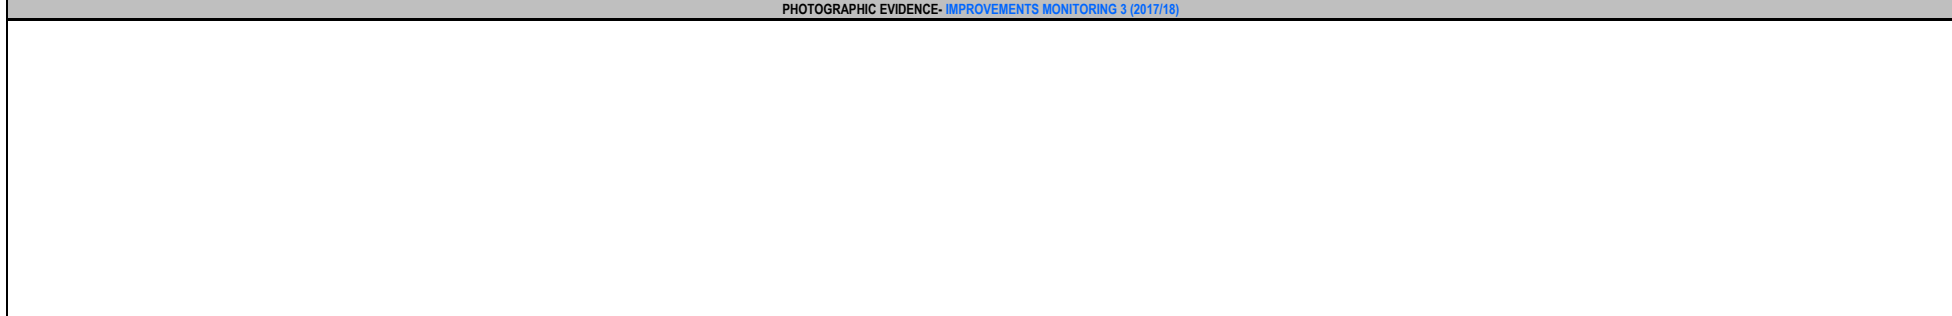 PHOTOGRAPHIC EVIDENCE- IMPROVEMENTS MONITORING 3 (2017/18)